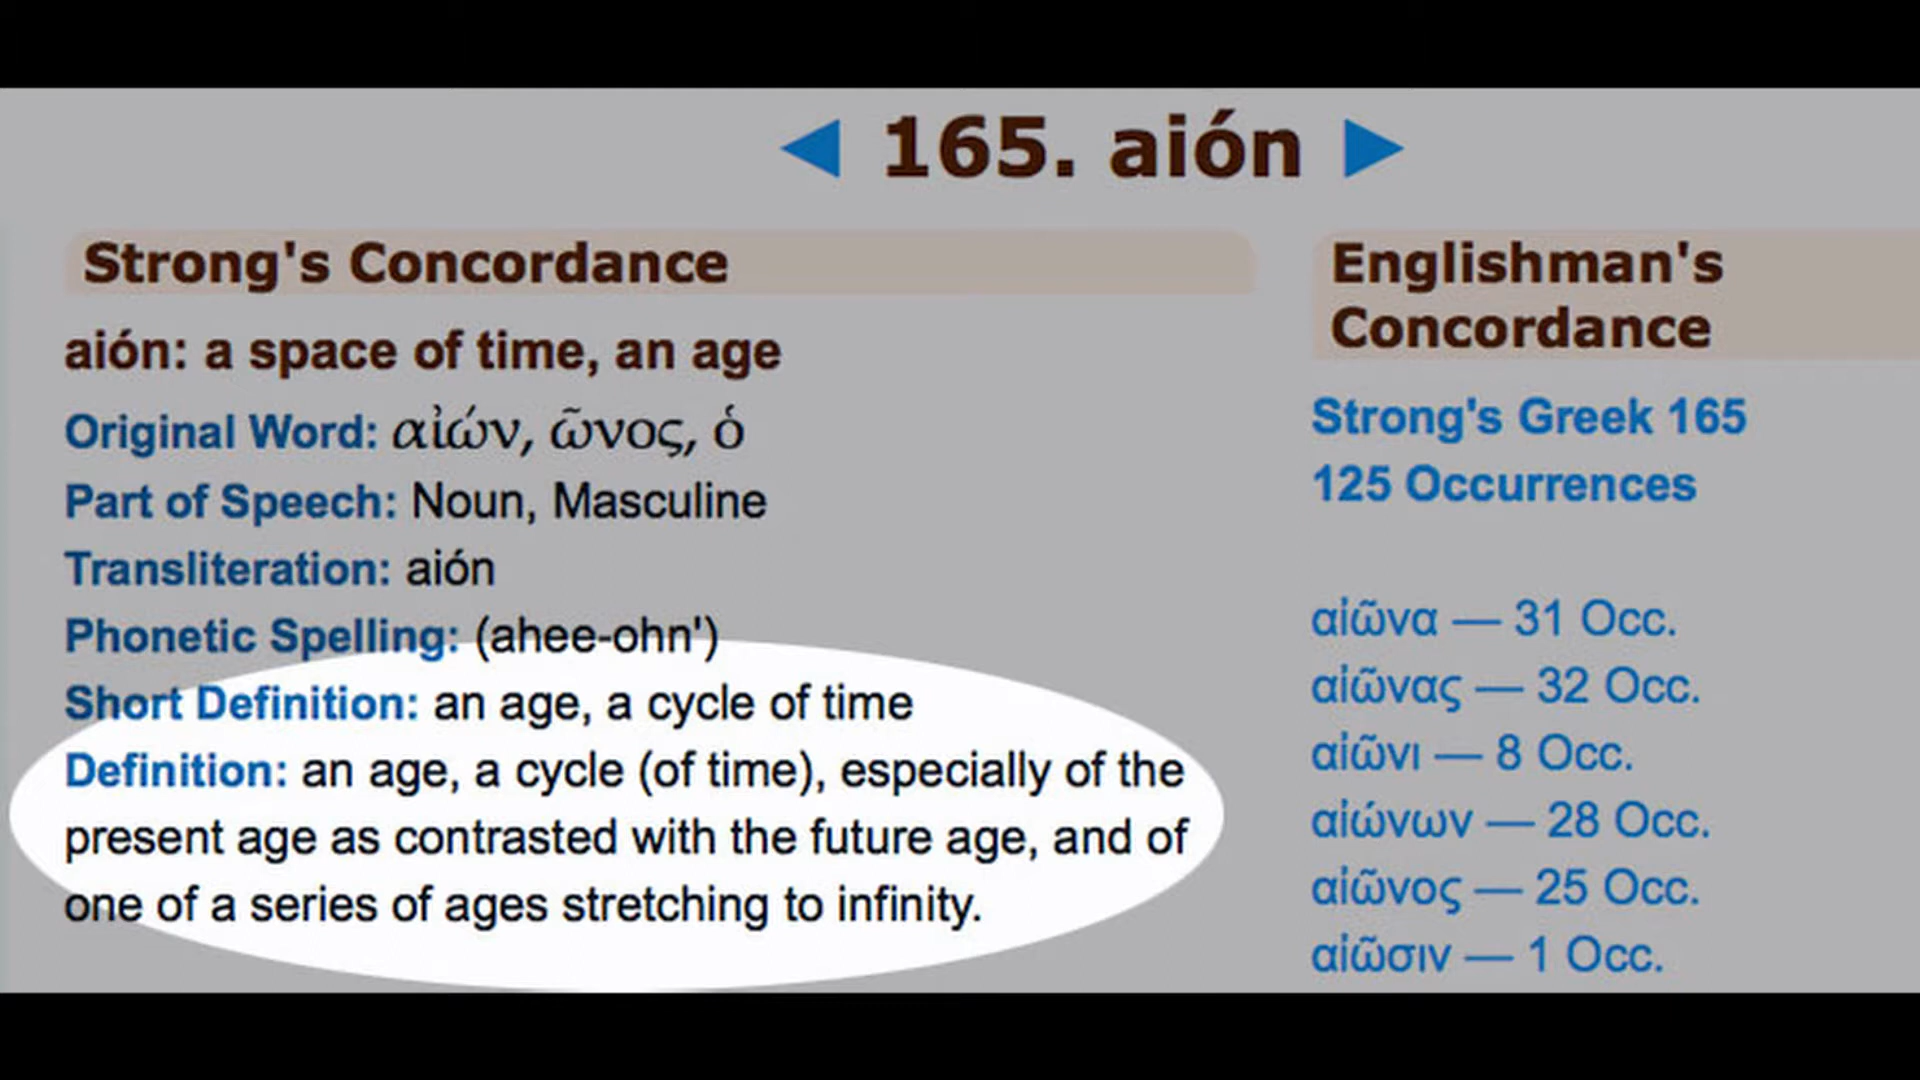 165. aión
Strong's Concordance
aión: a space of time, an age
Original Word: αἰών, ῶνος, ὁ
Part of Speech: Noun, Masculine
Transliteration: aión
Phonetic Spelling: (ahee-ohn')
Short Definition: an age, a cycle of time
Definition: an age, a cycle (of time), especially of the
present age as contrasted with the future age, and of
one of a series of ages stretching to infinity.
Englishman's
Concordance
Strong's Greek 165
125 Occurrences
αἰῶνα — 31 Occ.
αἰῶνας — 32 Occ.
αἰῶνι — 8 Occ.
αἰώνων — 28 Occ.
αἰῶνος — 25 Occ.
αἰῶσιν — 1 Occ.